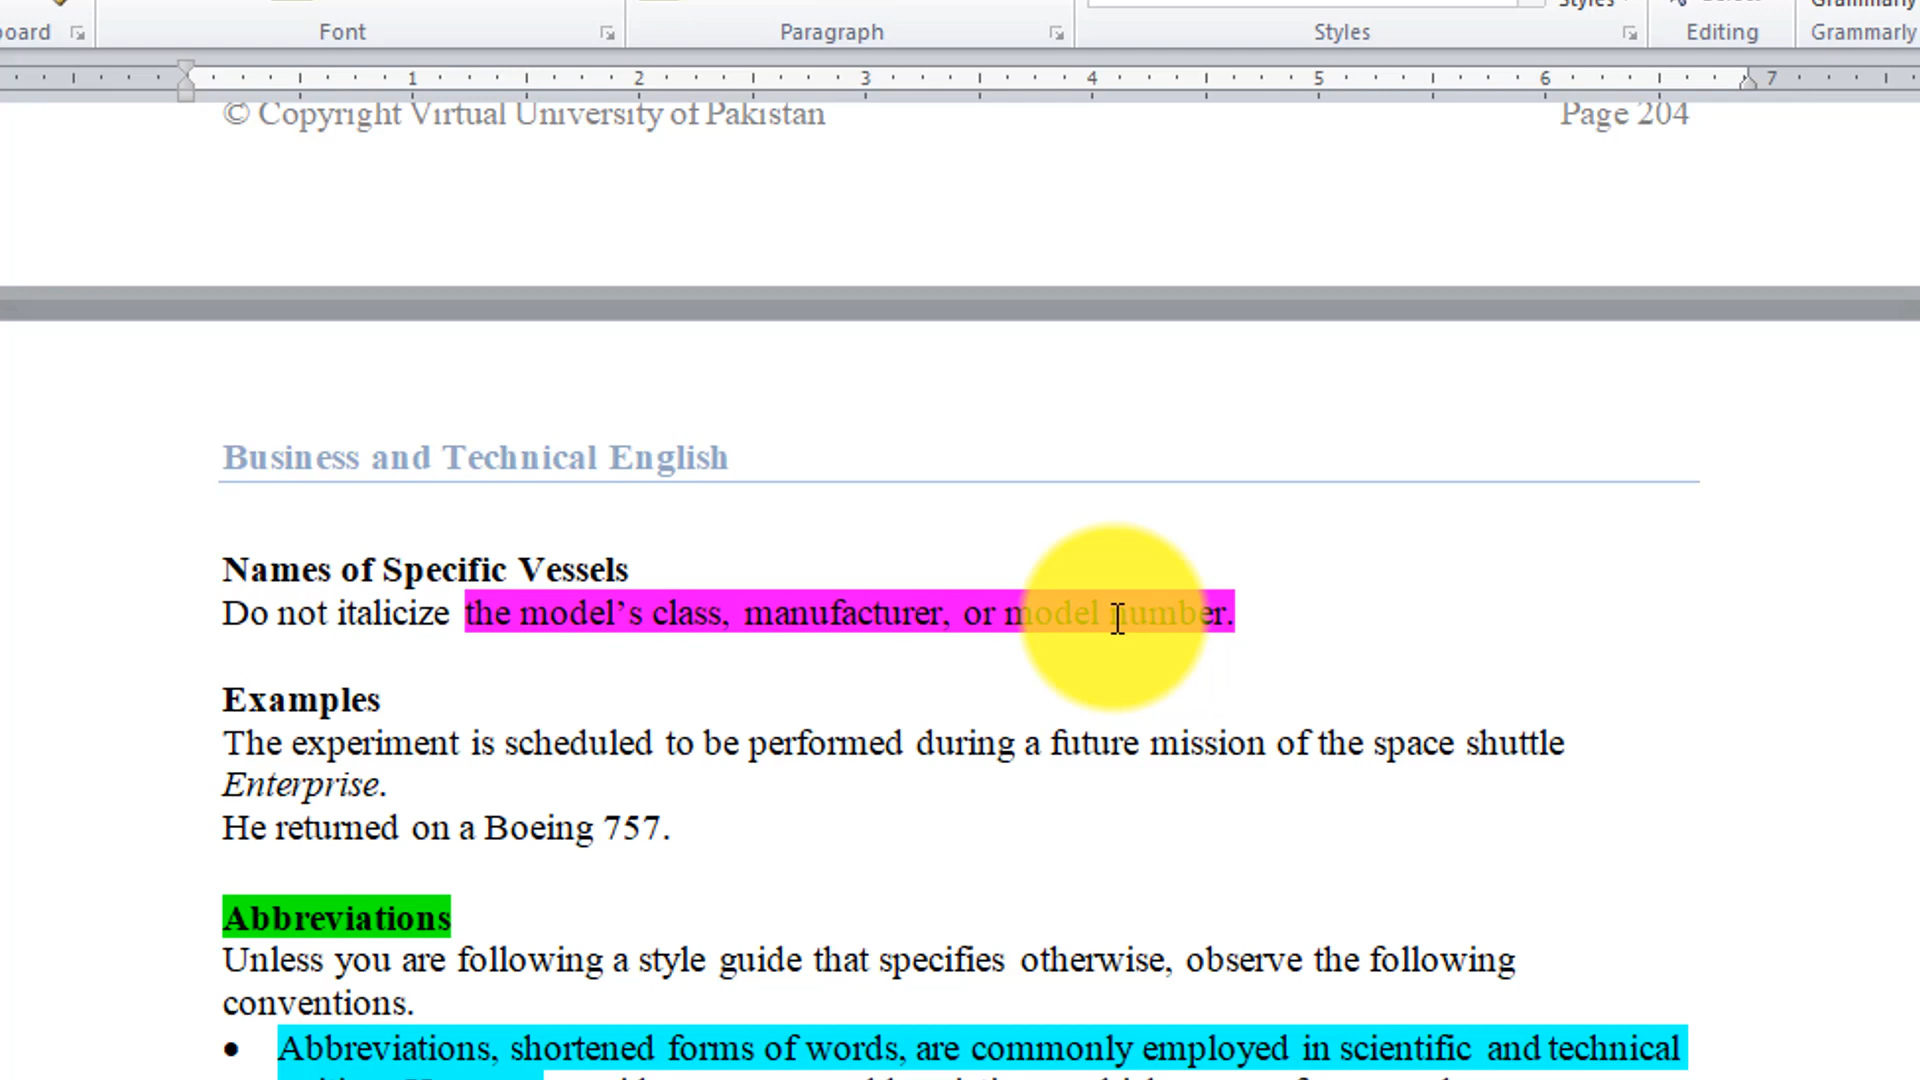 oard Font Paragraph Styles Editing Grammarly
1 2 3 4 5 6 7
© Copyright Virtual University of Pakistan Page 204
Business and Technical English
Names of Specific Vessels
Do not italicize the model's class, manufacturer, or model number.
Examples
The experiment is scheduled to be performed during a future mission of the space shuttle
Enterprise.
He returned on a Boeing 757.
Abbreviations
Unless you are following a style guide that specifies otherwise, observe the following
conventions.
• Abbreviations, shortened forms of words, are commonly employed in scientific and technical